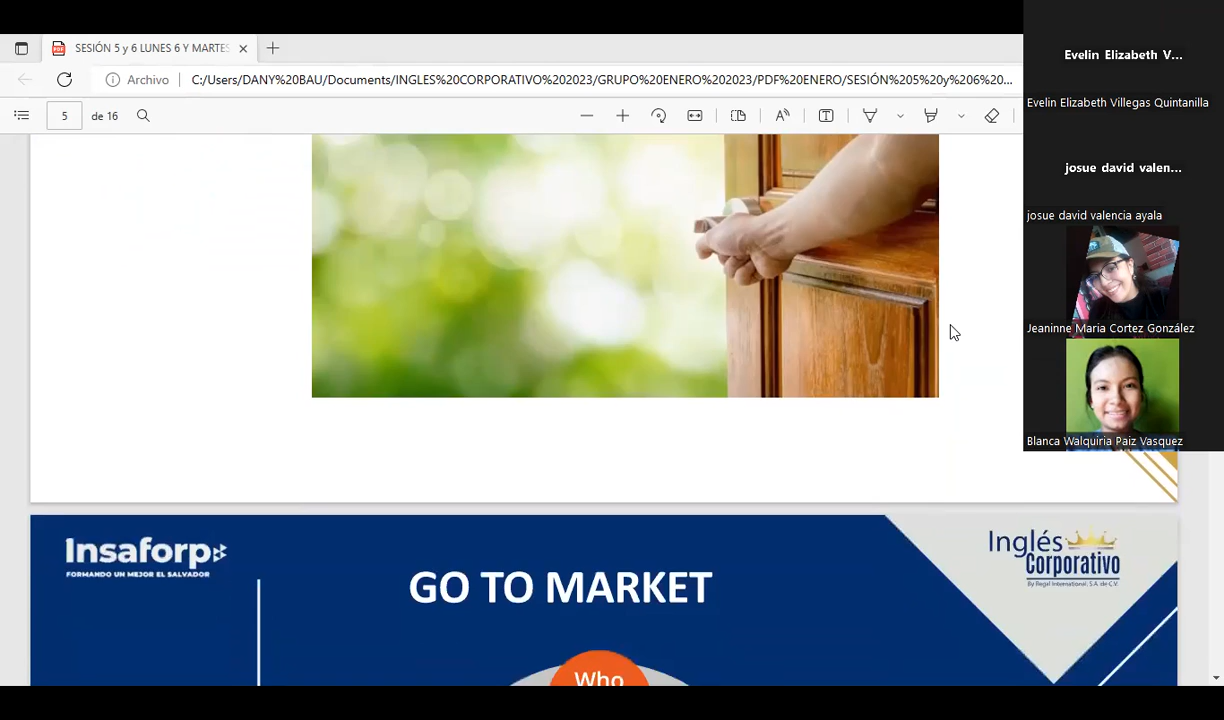 SESIÓN 5 y 6 LUNES 6 Y MARTES
Archivo
C:/Users/DANY%20BAU/Documents/INGLES%20CORPORATIVO%202023/GRUPO%20ENERO%202023/PDF%20ENERO/SESIÓN%205%20y%206%20...
5 de 16
Evelin Elizabeth V...
Evelin Elizabeth Villegas Quintanilla
josue david valen...
josue david valencia ayala
Jeaninne Maria Cortez González
Blanca Walquiria Paiz Vasquez
Insaforp
FORMANDO UN MEJOR EL SALVADOR
GO TO MARKET
Inglés
Corporativo
By Regal International, S.A. de C.V.
Who